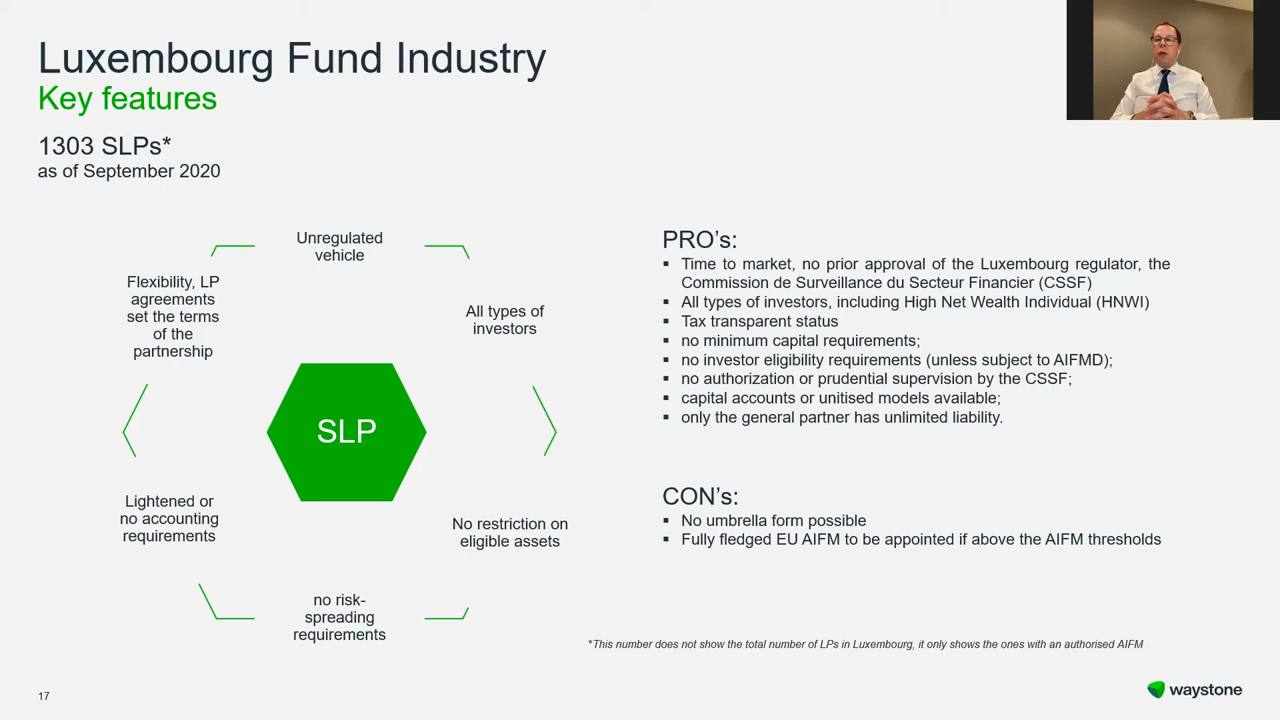 Luxembourg Fund Industry
Key features
1303 SLPs*
as of September 2020
Unregulated
vehicle
Flexibility, LP
agreements
set the terms
of the
partnership
All types of
investors
SLP
Lightened or
no accounting
requirements
No restriction on
eligible assets
no risk-
spreading
requirements
PRO’s:
▪ Time to market, no prior approval of the Luxembourg regulator, the
Commission de Surveillance du Secteur Financier (CSSF)
▪ All types of investors, including High Net Wealth Individual (HNWI)
▪ Tax transparent status
▪ no minimum capital requirements;
▪ no investor eligibility requirements (unless subject to AIFMD);
▪ no authorization or prudential supervision by the CSSF;
▪ capital accounts or unitised models available;
▪ only the general partner has unlimited liability.
CON’s:
▪ No umbrella form possible
▪ Fully fledged EU AIFM to be appointed if above the AIFM thresholds
*This number does not show the total number of LPs in Luxembourg, it only shows the ones with an authorised AIFM
17
waystone